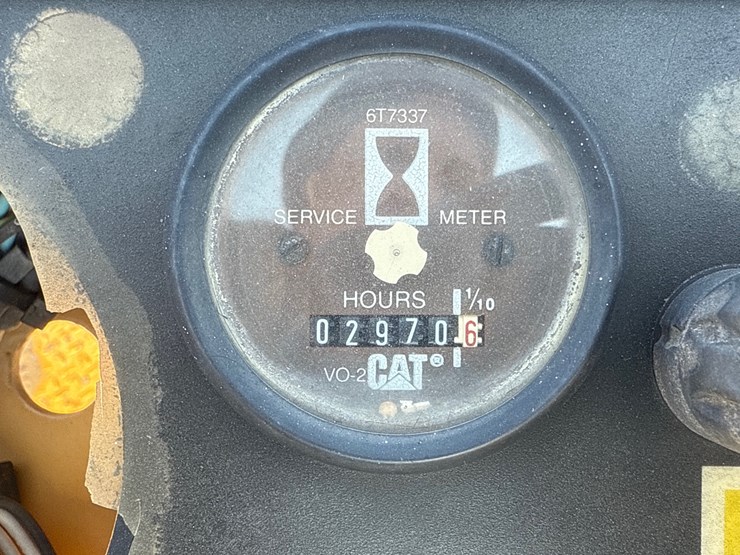 6T7337
SERVICE METER
HOURS 1/10
029706
VO-2 CAT®